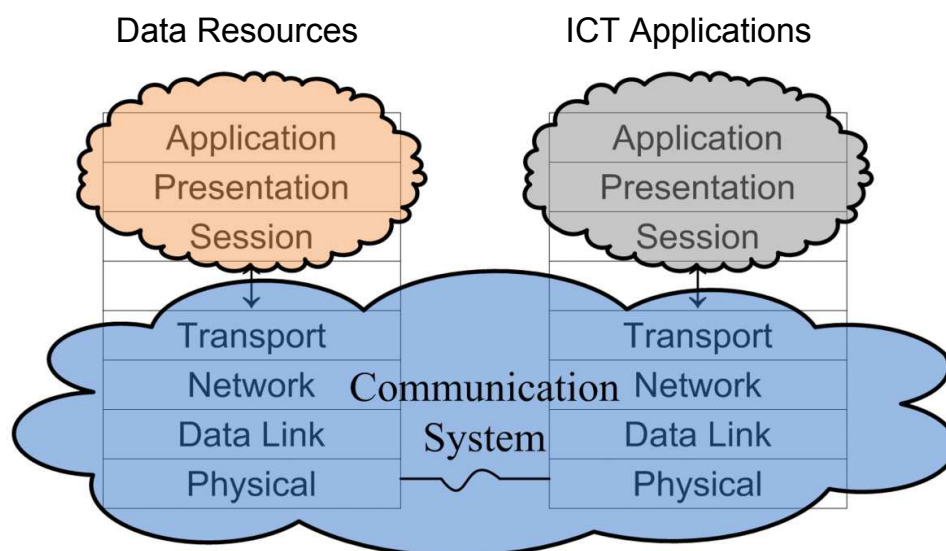 Data Resources
ICT Applications
Application
Presentation
Session
Application
Presentation
Session
Transport
Network
Data Link
Physical
Communication
System
Transport
Network
Data Link
Physical